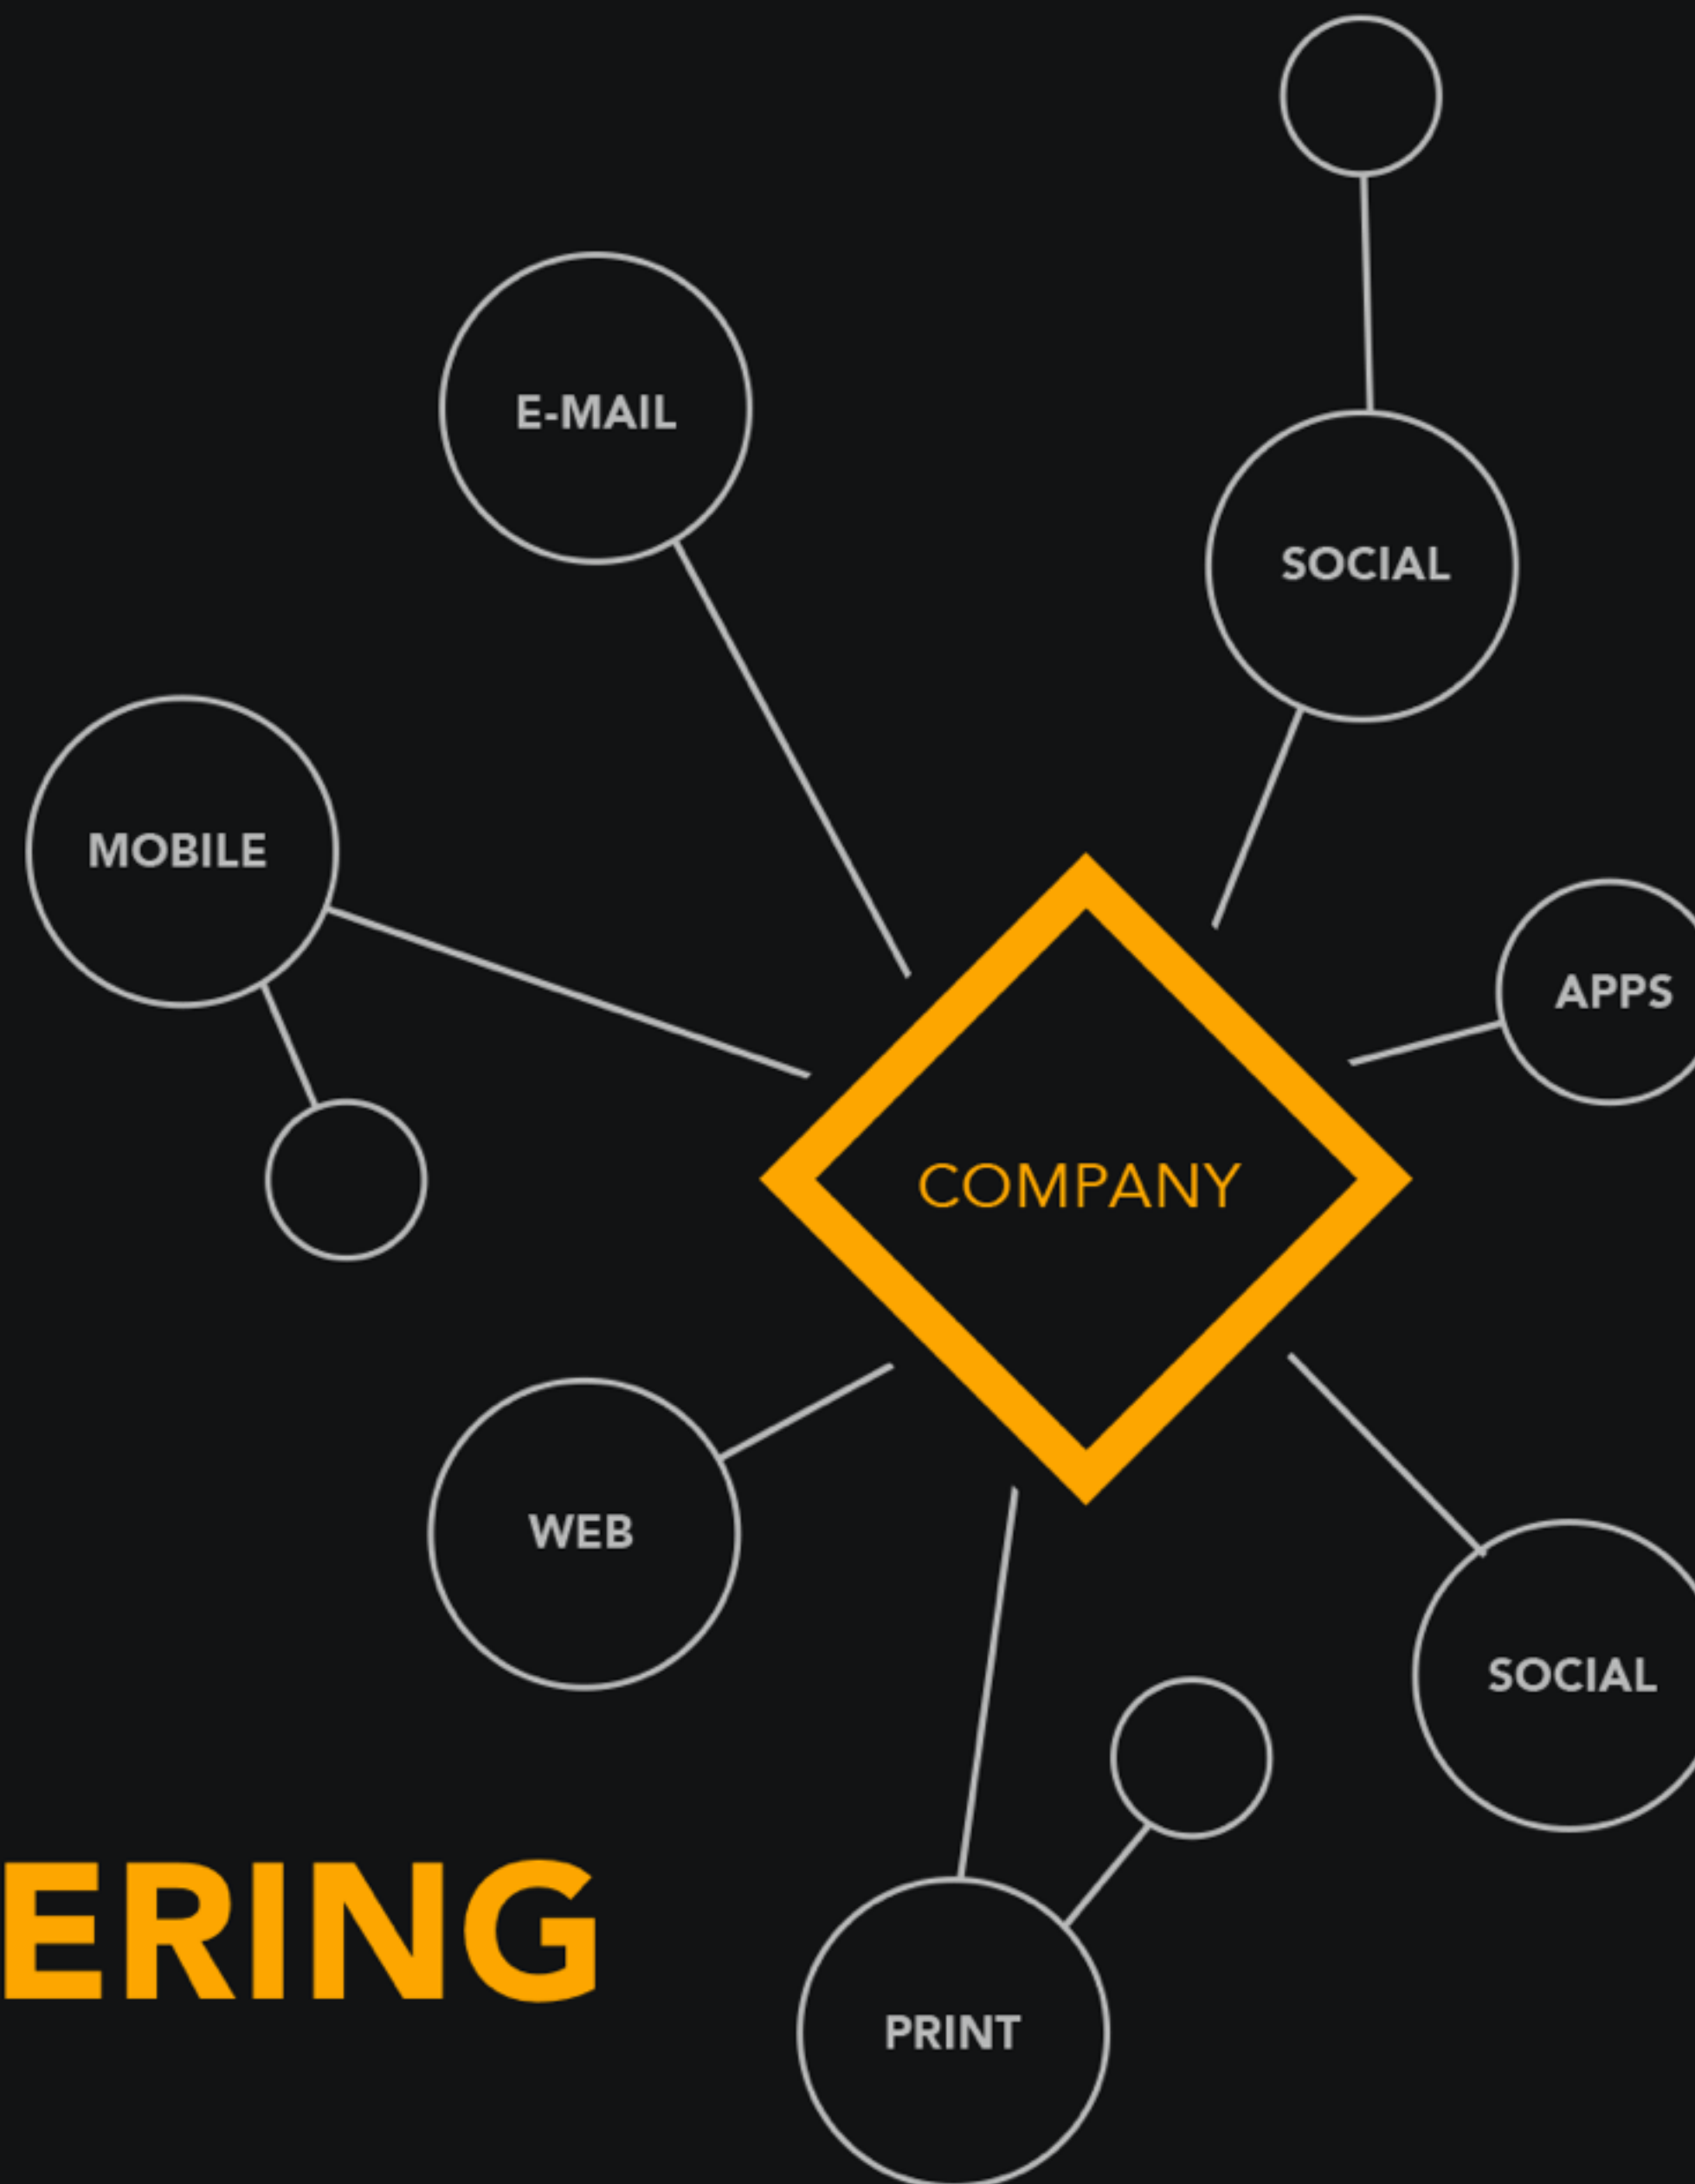 E-MAIL
SOCIAL
MOBILE
APPS
COMPANY
WEB
SOCIAL
ERING
PRINT